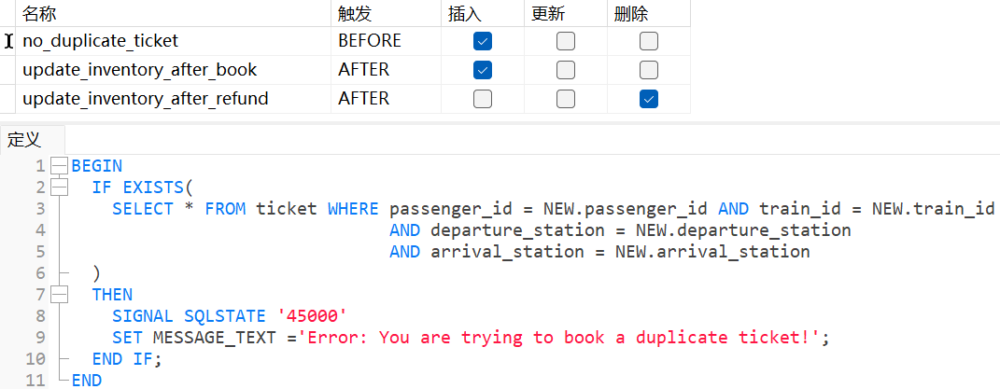 名称 触发 插入 更新 删除
no_duplicate_ticket BEFORE
update_inventory_after_book AFTER
update_inventory_after_refund AFTER
定义
1 BEGIN
2 IF EXISTS(
3 SELECT * FROM ticket WHERE passenger_id = NEW.passenger_id AND train_id = NEW.train_id
4 AND departure_station = NEW.departure_station
5 AND arrival_station = NEW.arrival_station
6 )
7 THEN
8 SIGNAL SQLSTATE '45000'
9 SET MESSAGE_TEXT ='Error: You are trying to book a duplicate ticket!';
10 END IF;
11 END